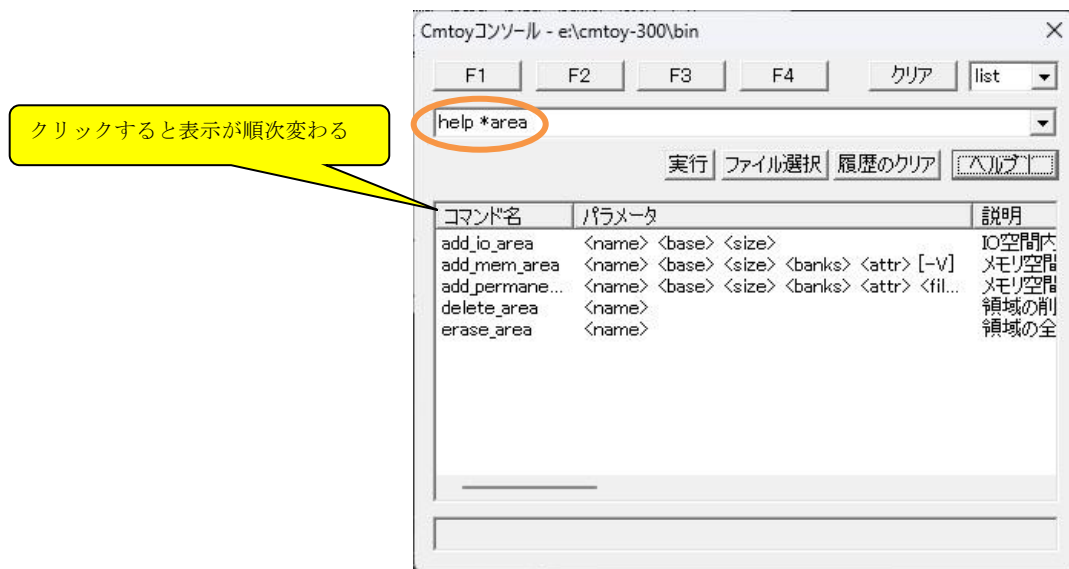 Cmtoyコンソール - e:\cmtoy-300\bin
F1 F2 F3 F4 クリア list
クリックすると表示が順次変わる
help *area
実行 ファイル選択 履歴のクリア ヘルプ
コマンド名 パラメータ 説明
add_io_area <name> <base> <size> IO空間内
add_mem_area <name> <base> <size> <banks> <attr> [-V] メモリ空間
add_permane... <name> <base> <size> <banks> <attr> <fil... メモリ空間
delete_area <name> 領域の削
erase_area <name> 領域の全